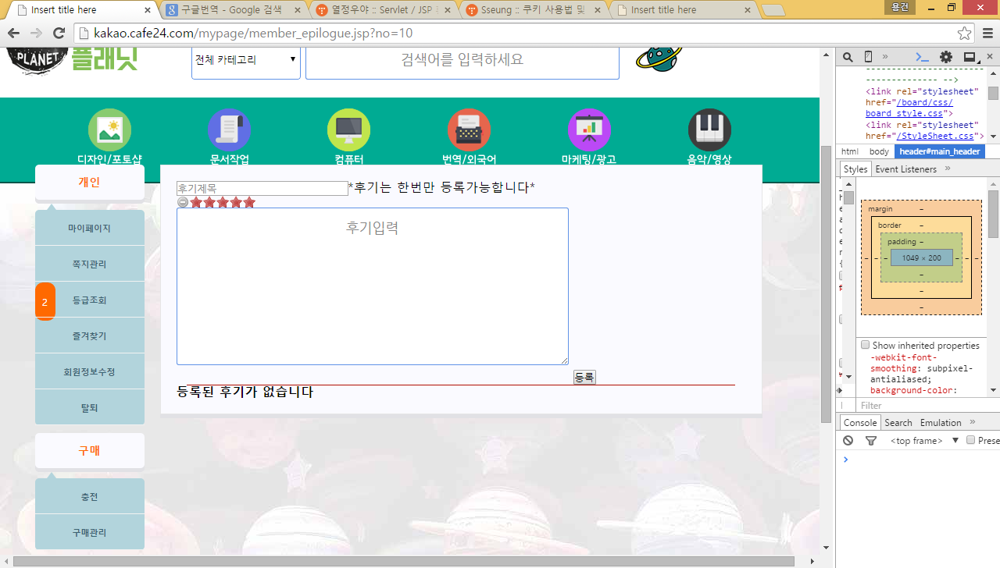 Insert title here
구글번역 - Google 검색
열정우야 :: Servlet / JSP
Sseung :: 쿠키 사용법 및
Insert title here
용건
kakao.cafe24.com/mypage/member_epilogue.jsp?no=10
PLANET 플래닛
전체 카테고리
검색어를 입력하세요
디자인/포토샵
문서작업
컴퓨터
번역/외국어
마케팅/광고
음악/영상
개인
마이페이지
쪽지관리
2 등급조회
즐겨찾기
회원정보수정
탈퇴
구매
충전
구매관리
후기제목 *후기는 한번만 등록가능합니다*
후기입력
등록
등록된 후기가 없습니다
-------------------
-------------- -->
<link rel="stylesheet"
href="/board/css/
board_style.css">
<link rel="stylesheet"
href="/StyleSheet.css">
html body header#main_header
Styles Event Listeners »
margin –
border –
padding –
– – – 1049 × 200 – – –
–
–
–
Show inherited properties
-webkit-font-
smoothing: subpixel-
antialiased;
background-color:
Filter
Console Search Emulation »
<top frame> ▼ Prese
>